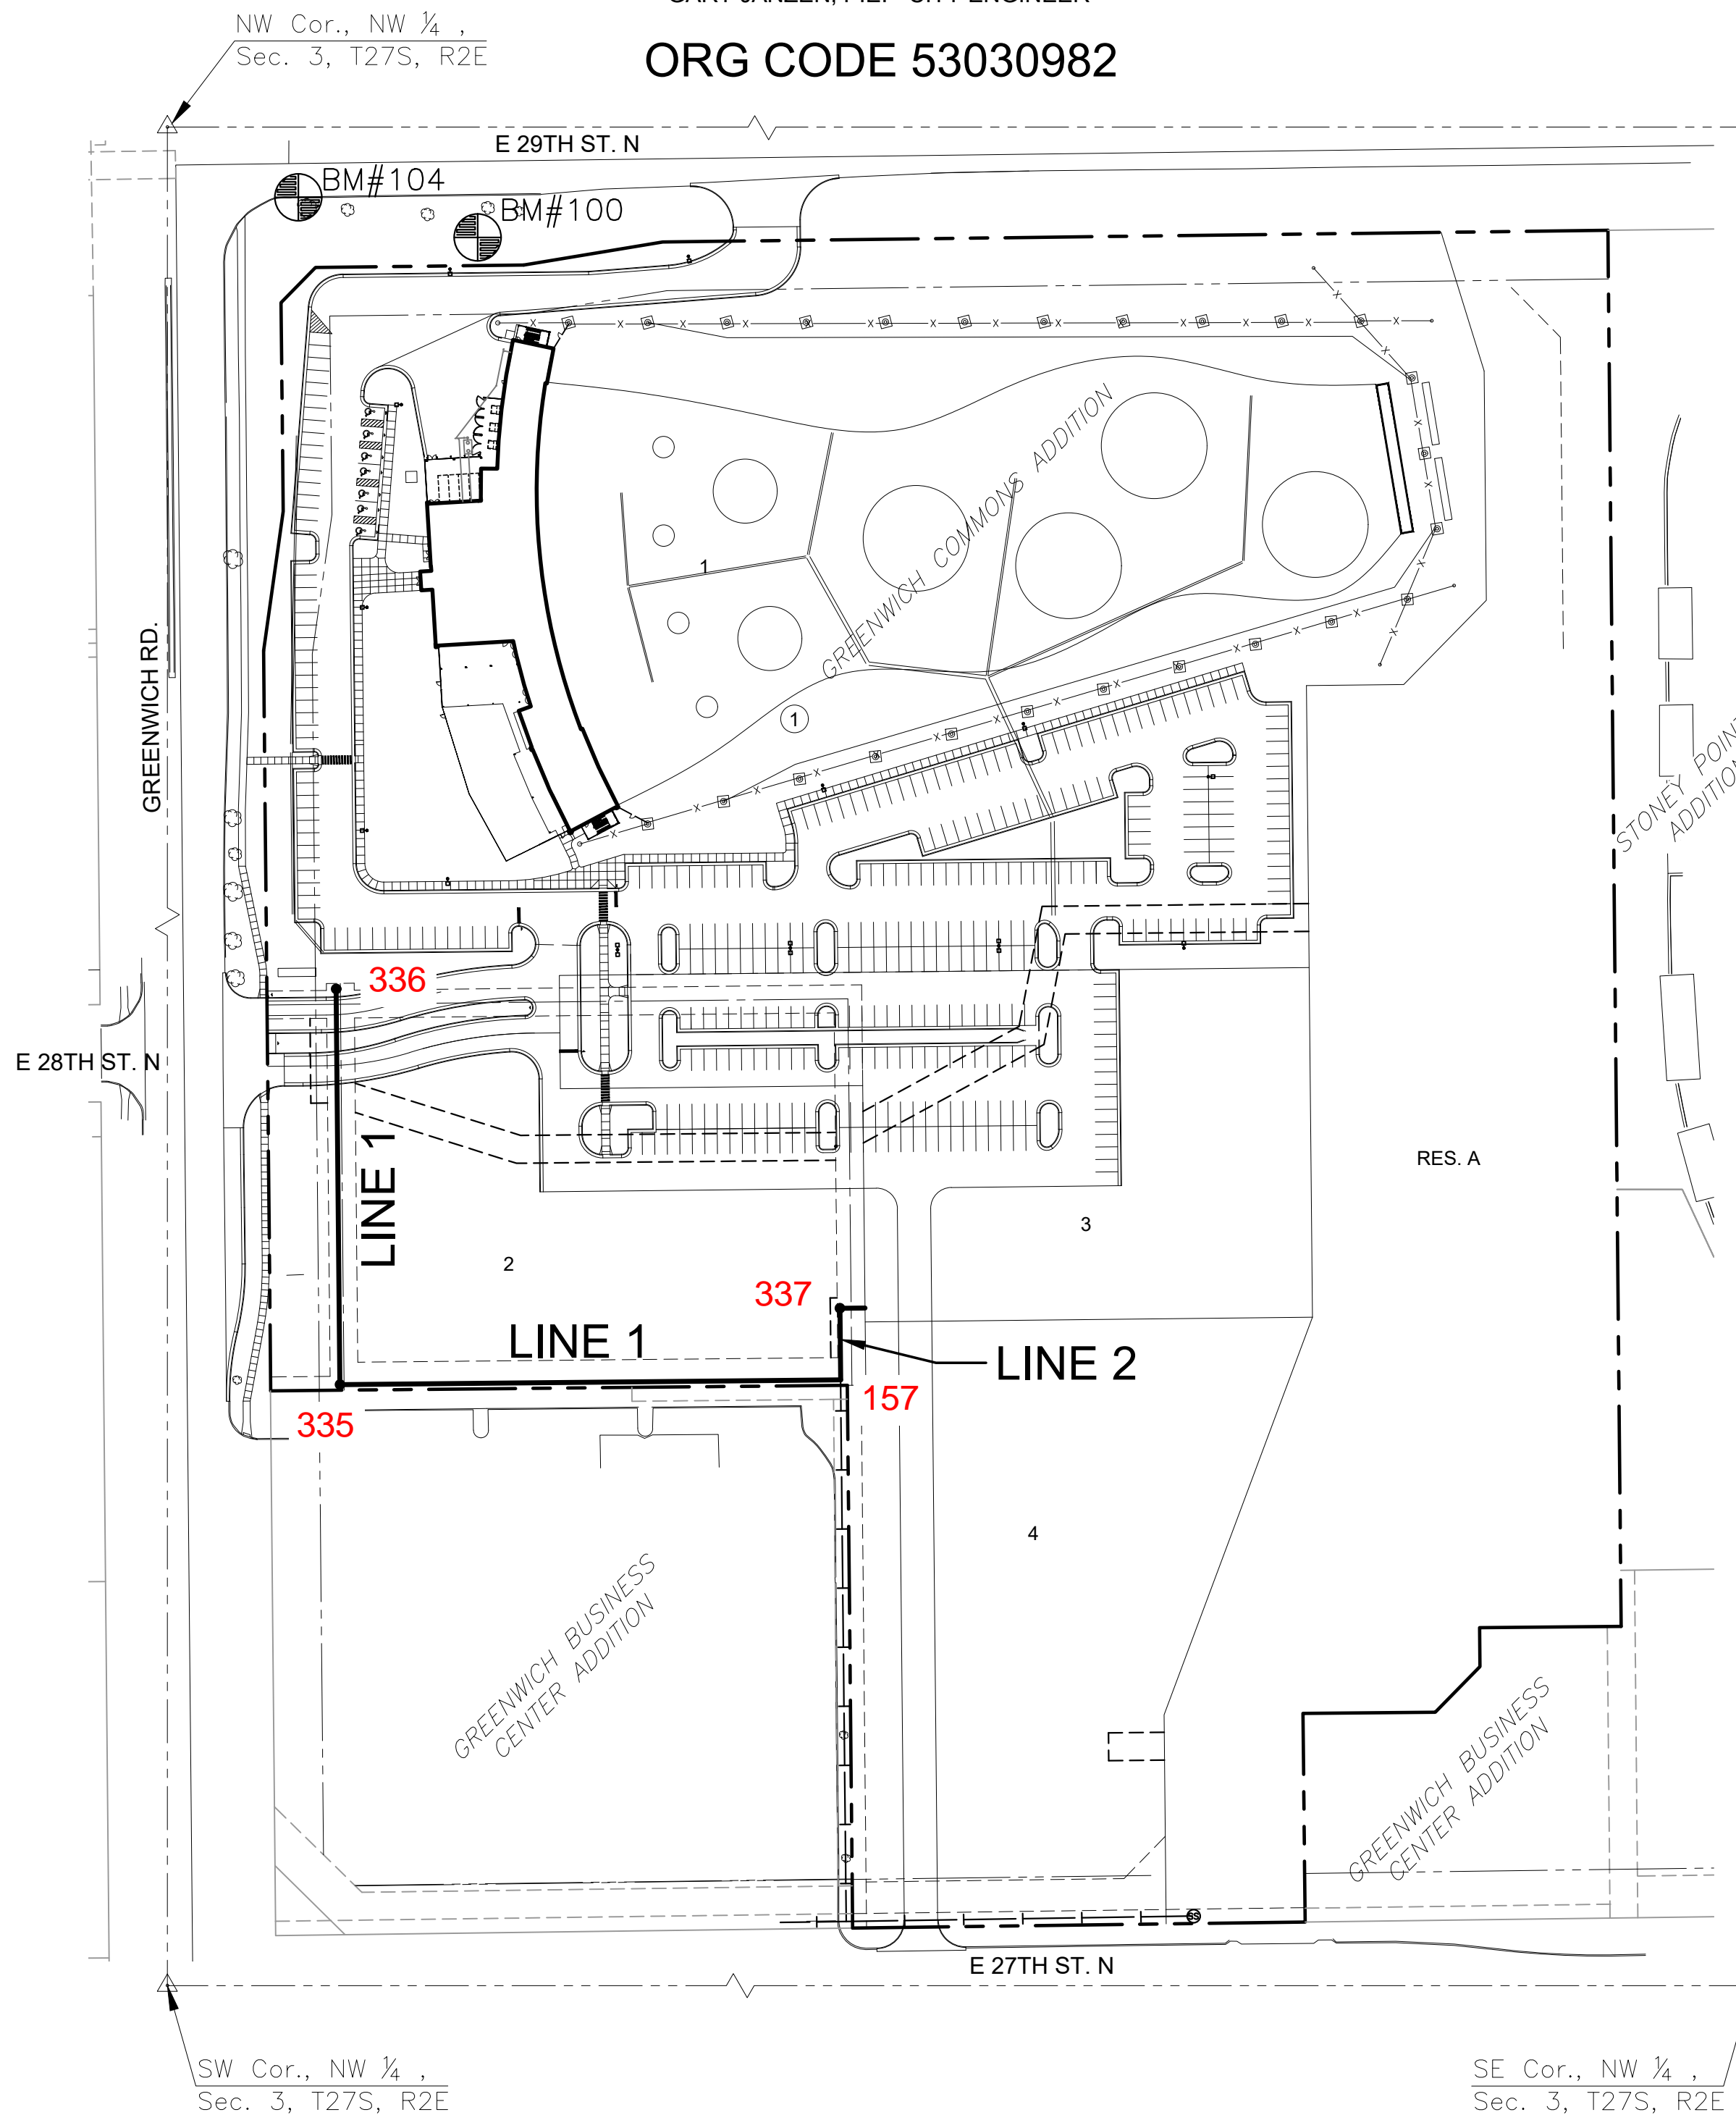 NW Cor., NW ¼ ,
Sec. 3, T27S, R2E
ORG CODE 53030982
E 29TH ST. N
BM#104
BM#100
GREENWICH COMMONS ADDITION
1
1
GREENWICH RD.
STONEY POINT
ADDITION
336
E 28TH ST. N
LINE 1
RES. A
3
2
337
LINE 1
LINE 2
157
335
4
GREENWICH BUSINESS
CENTER ADDITION
GREENWICH BUSINESS
CENTER ADDITION
SS
E 27TH ST. N
SW Cor., NW ¼ ,
Sec. 3, T27S, R2E
SE Cor., NW ¼ ,
Sec. 3, T27S, R2E